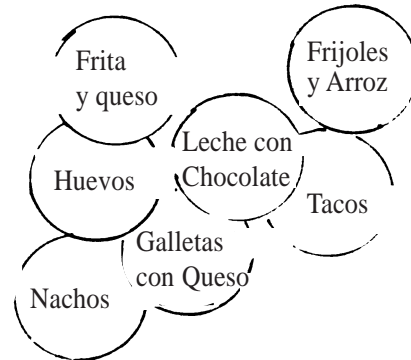 Frita
y queso
Frijoles
y Arroz
Leche con
Chocolate
Huevos
Tacos
Galletas
con Queso
Nachos